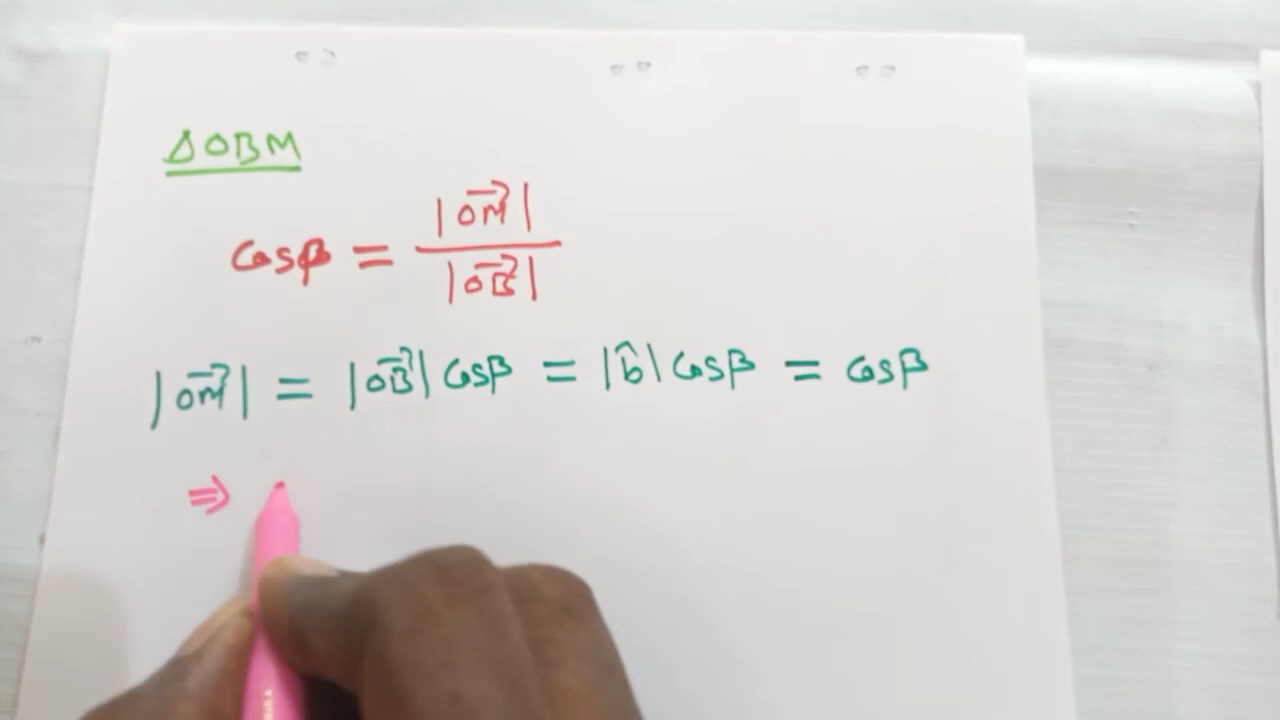 ΔOBM
cosβ = |OM⃗| / |OB⃗|
|OM⃗| = |OB⃗| cosβ = |b̂| cosβ = cosβ
⇒